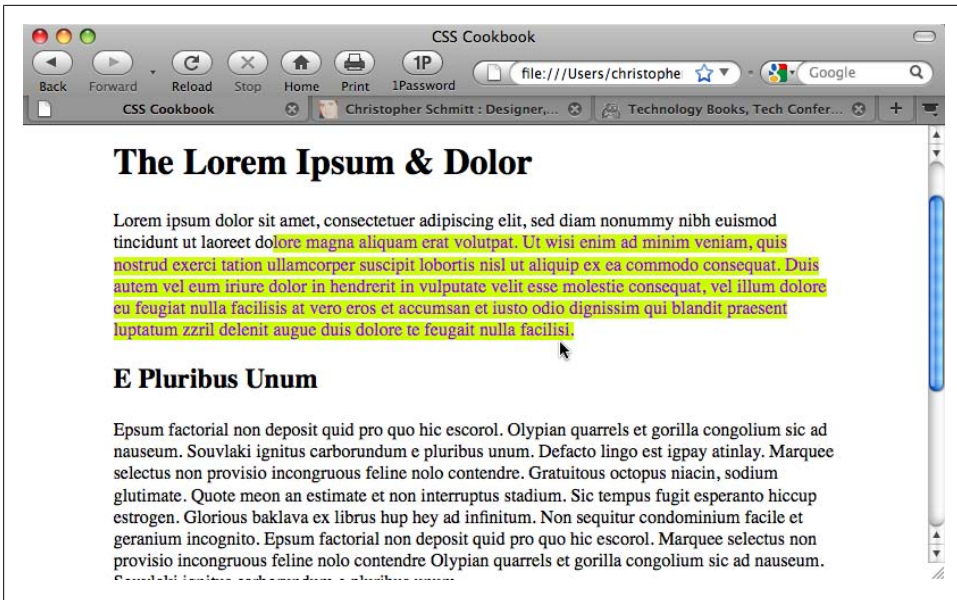 CSS Cookbook
1P
file:///Users/christophe
Google
Back Forward Reload Stop Home Print 1Password
CSS Cookbook Christopher Schmitt : Designer,... Technology Books, Tech Confer...
The Lorem Ipsum & Dolor
Lorem ipsum dolor sit amet, consectetuer adipiscing elit, sed diam nonummy nibh euismod
tincidunt ut laoreet dolore magna aliquam erat volutpat. Ut wisi enim ad minim veniam, quis
nostrud exerci tation ullamcorper suscipit lobortis nisl ut aliquip ex ea commodo consequat. Duis
autem vel eum iriure dolor in hendrerit in vulputate velit esse molestie consequat, vel illum dolore
eu feugiat nulla facilisis at vero eros et accumsan et iusto odio dignissim qui blandit praesent
luptatum zzril delenit augue duis dolore te feugait nulla facilisi.
E Pluribus Unum
Epsum factorial non deposit quid pro quo hic escorol. Olypian quarrels et gorilla congolium sic ad
nauseum. Souvlaki ignitus carborundum e pluribus unum. Defacto lingo est igpay atinlay. Marquee
selectus non provisio incongruous feline nolo contendre. Gratuitous octopus niacin, sodium
glutimate. Quote meon an estimate et non interruptus stadium. Sic tempus fugit esperanto hiccup
estrogen. Glorious baklava ex librus hup hey ad infinitum. Non sequitur condominium facile et
geranium incognito. Epsum factorial non deposit quid pro quo hic escorol. Marquee selectus non
provisio incongruous feline nolo contendre Olypian quarrels et gorilla congolium sic ad nauseum.